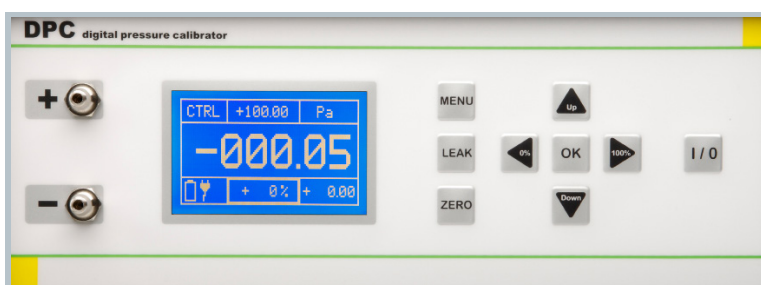 DPC digital pressure calibrator
+
CTRL +100.00 Pa
-000.05
+ 0% + 0.00
-
MENU
Up
LEAK 0% OK 100% I / 0
ZERO Down